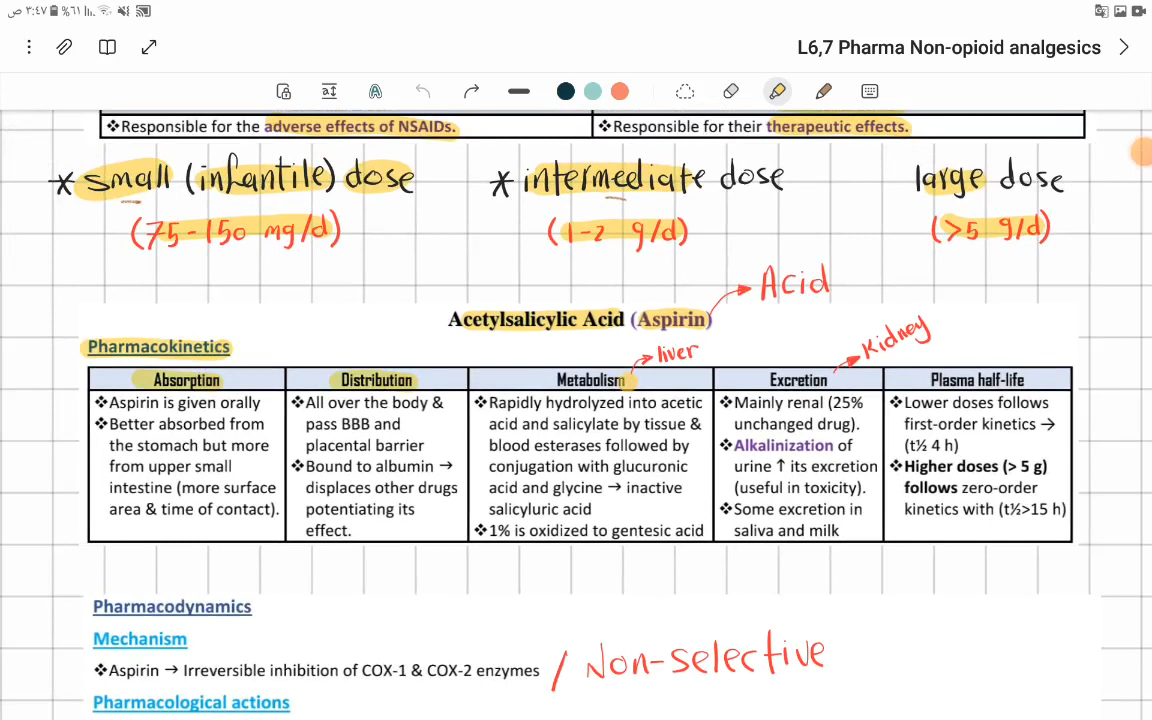 ص ٣:٤٧ %٦١
L6,7 Pharma Non-opioid analgesics
❖Responsible for the adverse effects of NSAIDs.
❖Responsible for their therapeutic effects.
* small (infantile) dose
(75-150 mg/d)
* intermediate dose
(1-2 g/d)
large dose
(>5 g/d)
Acid
Acetylsalicylic Acid (Aspirin)
Pharmacokinetics
liver
Kidney
Absorption
❖Aspirin is given orally
❖Better absorbed from
the stomach but more
from upper small
intestine (more surface
area & time of contact).
Distribution
❖All over the body &
pass BBB and
placental barrier
❖Bound to albumin →
displaces other drugs
potentiating its
effect.
Metabolism
❖Rapidly hydrolyzed into acetic
acid and salicylate by tissue &
blood esterases followed by
conjugation with glucuronic
acid and glycine → inactive
salicyluric acid
❖1% is oxidized to gentesic acid
Excretion
❖Mainly renal (25%
unchanged drug).
❖Alkalinization of
urine ↑ its excretion
(useful in toxicity).
❖Some excretion in
saliva and milk
Plasma half-life
❖Lower doses follows
first-order kinetics →
(t½ 4 h)
❖Higher doses (> 5 g)
follows zero-order
kinetics with (t½>15 h)
Pharmacodynamics
Mechanism
❖Aspirin → Irreversible inhibition of COX-1 & COX-2 enzymes / Non-selective
Pharmacological actions